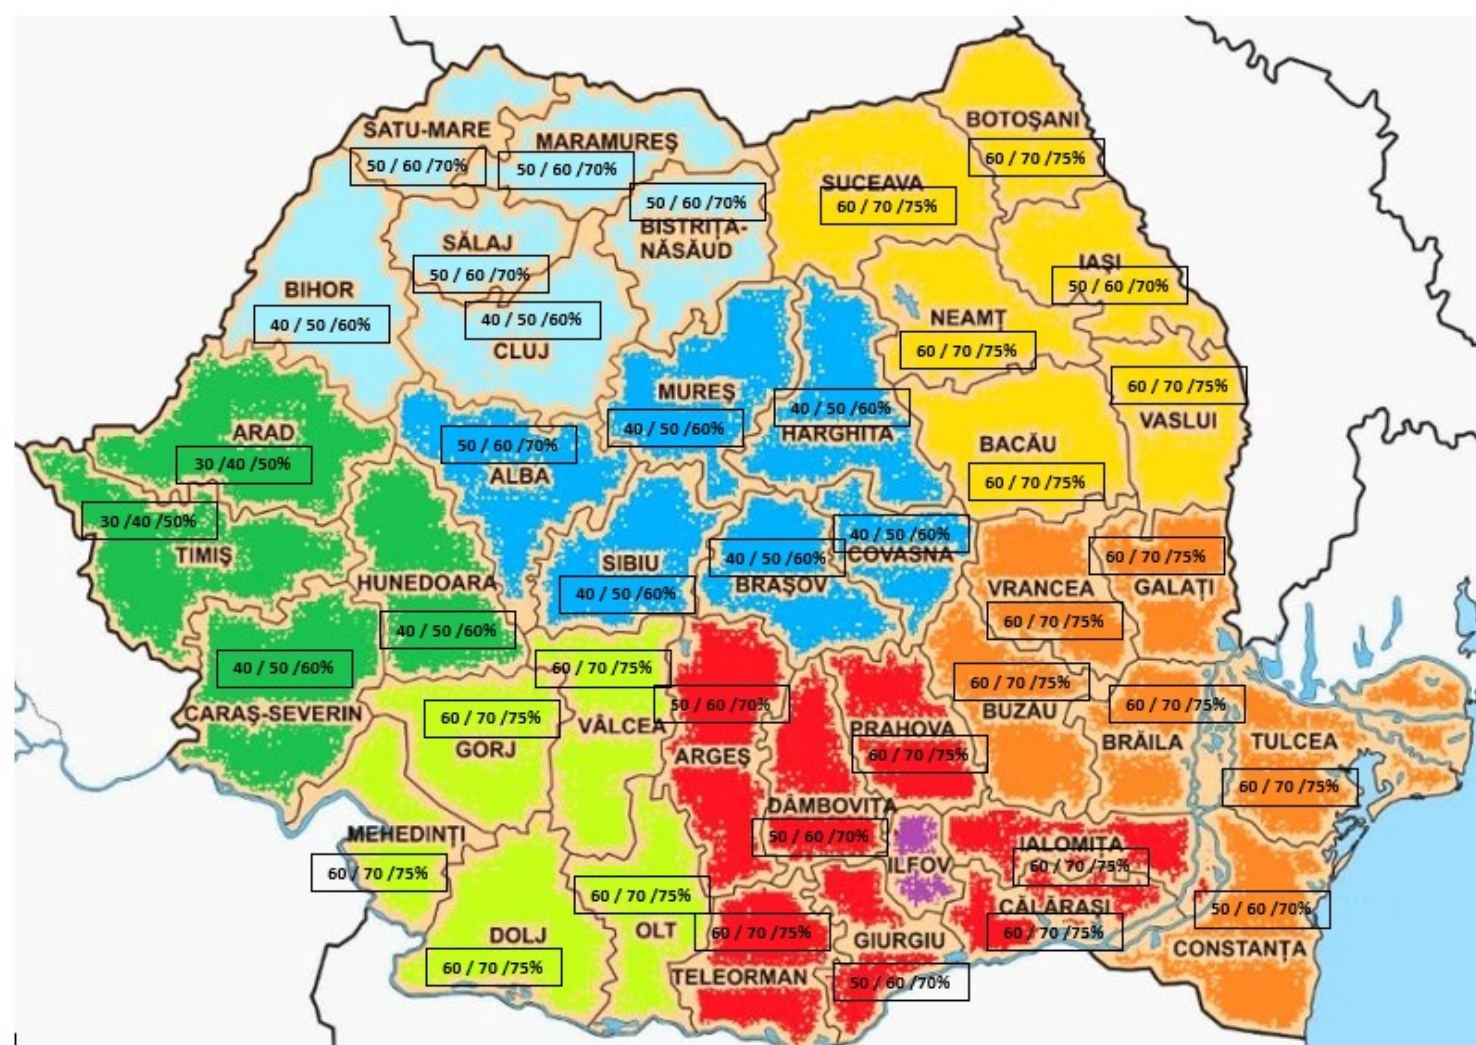 BOTOȘANI
60 / 70 /75%
SATU-MARE
50 / 60 /70%
MARAMUREȘ
50 / 60 /70%
SUCEAVA
60 / 70 /75%
50 / 60 /70%
BISTRIȚA-
NĂSĂUD
SĂLAJ
50 / 60 /70%
IAȘI
50 / 60 /70%
BIHOR
40 / 50 /60%
40 / 50 /60%
CLUJ
NEAMȚ
60 / 70 /75%
60 / 70 /75%
VASLUI
MUREȘ
40 / 50 /60%
40 / 50 /60%
HARGHITA
ARAD
30 /40 /50%
50 / 60 /70%
ALBA
BACĂU
60 / 70 /75%
30 /40 /50%
TIMIȘ
40 / 50 /60%
COVASNA
SIBIU
40 / 50 /60%
40 / 50 /60%
BRAȘOV
60 / 70 /75%
GALAȚI
VRANCEA
60 / 70 /75%
HUNEDOARA
40 / 50 /60%
40 / 50 /60%
CARAȘ-SEVERIN
60 / 70 /75%
VÂLCEA
60 / 70 /75%
GORJ
50 / 60 /70%
ARGEȘ
60 / 70 /75%
BUZĂU
60 / 70 /75%
BRĂILA
PRAHOVA
60 / 70 /75%
TULCEA
60 / 70 /75%
DÂMBOVIȚA
50 / 60 /70%
MEHEDINȚI
60 / 70 /75%
ILFOV
IALOMIȚA
60 / 70 /75%
60 / 70 /75%
OLT
CĂLĂRAȘI
60 / 70 /75%
50 / 60 /70%
CONSTANȚA
DOLJ
60 / 70 /75%
60 / 70 /75%
TELEORMAN
GIURGIU
50 / 60 /70%